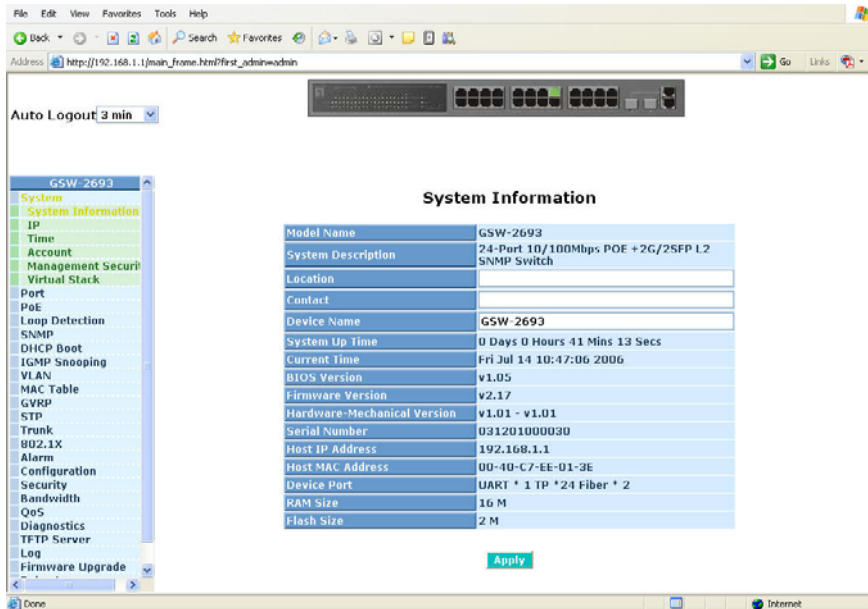 File Edit View Favorites Tools Help
Back Search Favorites
Address http://192.168.1.1/main_frame.html?first_admin=admin Go Links
Auto Logout 3 min
GSW-2693
System
System Information
IP
Time
Account
Management Securit
Virtual Stack
Port
PoE
Loop Detection
SNMP
DHCP Boot
IGMP Snooping
VLAN
MAC Table
GVRP
STP
Trunk
802.1X
Alarm
Configuration
Security
Bandwidth
QoS
Diagnostics
TFTP Server
Log
Firmware Upgrade
System Information
Model Name GSW-2693
System Description 24-Port 10/100Mbps POE +2G/2SFP L2
SNMP Switch
Location
Contact
Device Name GSW-2693
System Up Time 0 Days 0 Hours 41 Mins 13 Secs
Current Time Fri Jul 14 10:47:06 2006
BIOS Version v1.05
Firmware Version v2.17
Hardware-Mechanical Version v1.01 - v1.01
Serial Number 031201000030
Host IP Address 192.168.1.1
Host MAC Address 00-40-C7-EE-01-3E
Device Port UART * 1 TP *24 Fiber * 2
RAM Size 16 M
Flash Size 2 M
Apply
Done Internet